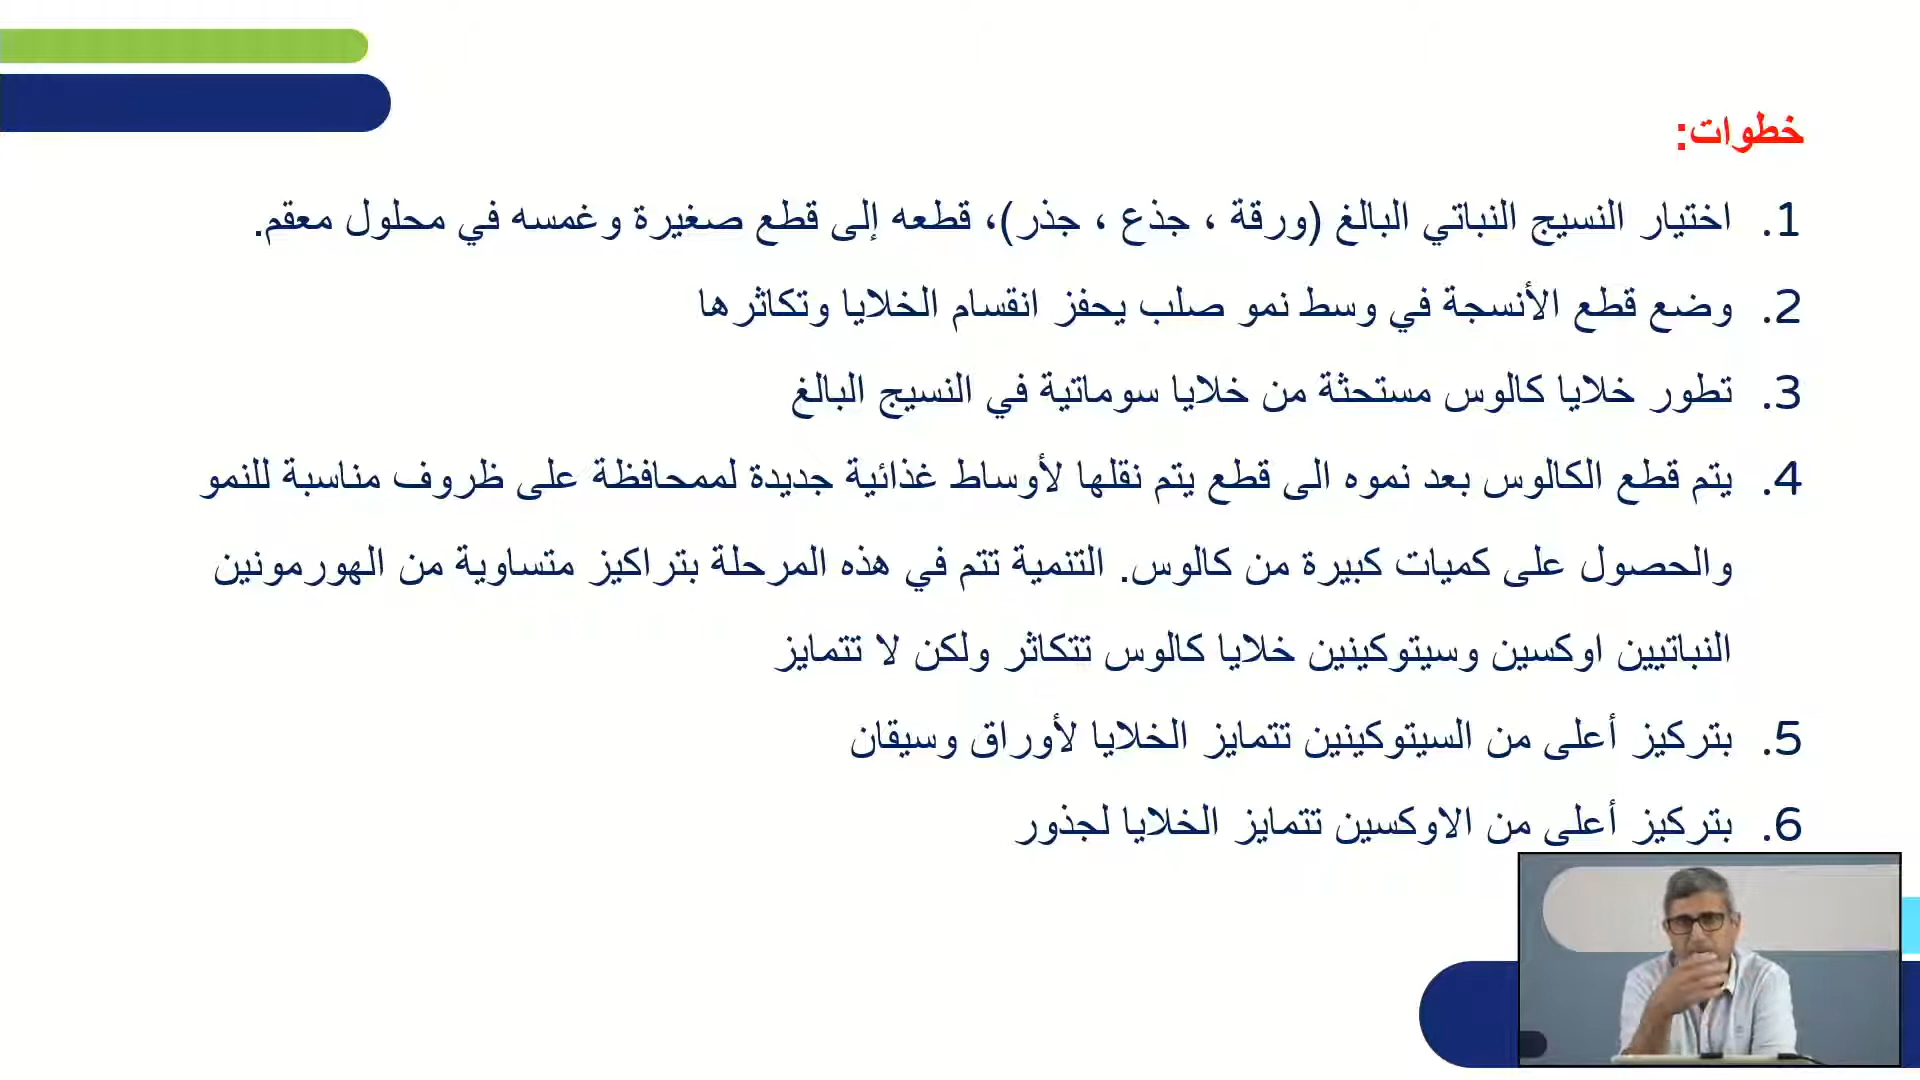 خطوات:
1. اختيار النسيج النباتي البالغ (ورقة ، جذع ، جذر)، قطعه إلى قطع صغيرة وغمسه في محلول معقم.
2. وضع قطع الأنسجة في وسط نمو صلب يحفز انقسام الخلايا وتكاثرها
3. تطور خلايا كالوس مستحثة من خلايا سوماتية في النسيج البالغ
4. يتم قطع الكالوس بعد نموه الى قطع يتم نقلها لأوساط غذائية جديدة لممحافظة على ظروف مناسبة للنمو
والحصول على كميات كبيرة من كالوس. التنمية تتم في هذه المرحلة بتراكيز متساوية من الهورمونين
النباتيين اوكسين وسيتوكينين خلايا كالوس تتكاثر ولكن لا تتمايز
5. بتركيز أعلى من السيتوكينين تتمايز الخلايا لأوراق وسيقان
6. بتركيز أعلى من الاوكسين تتمايز الخلايا لجذور